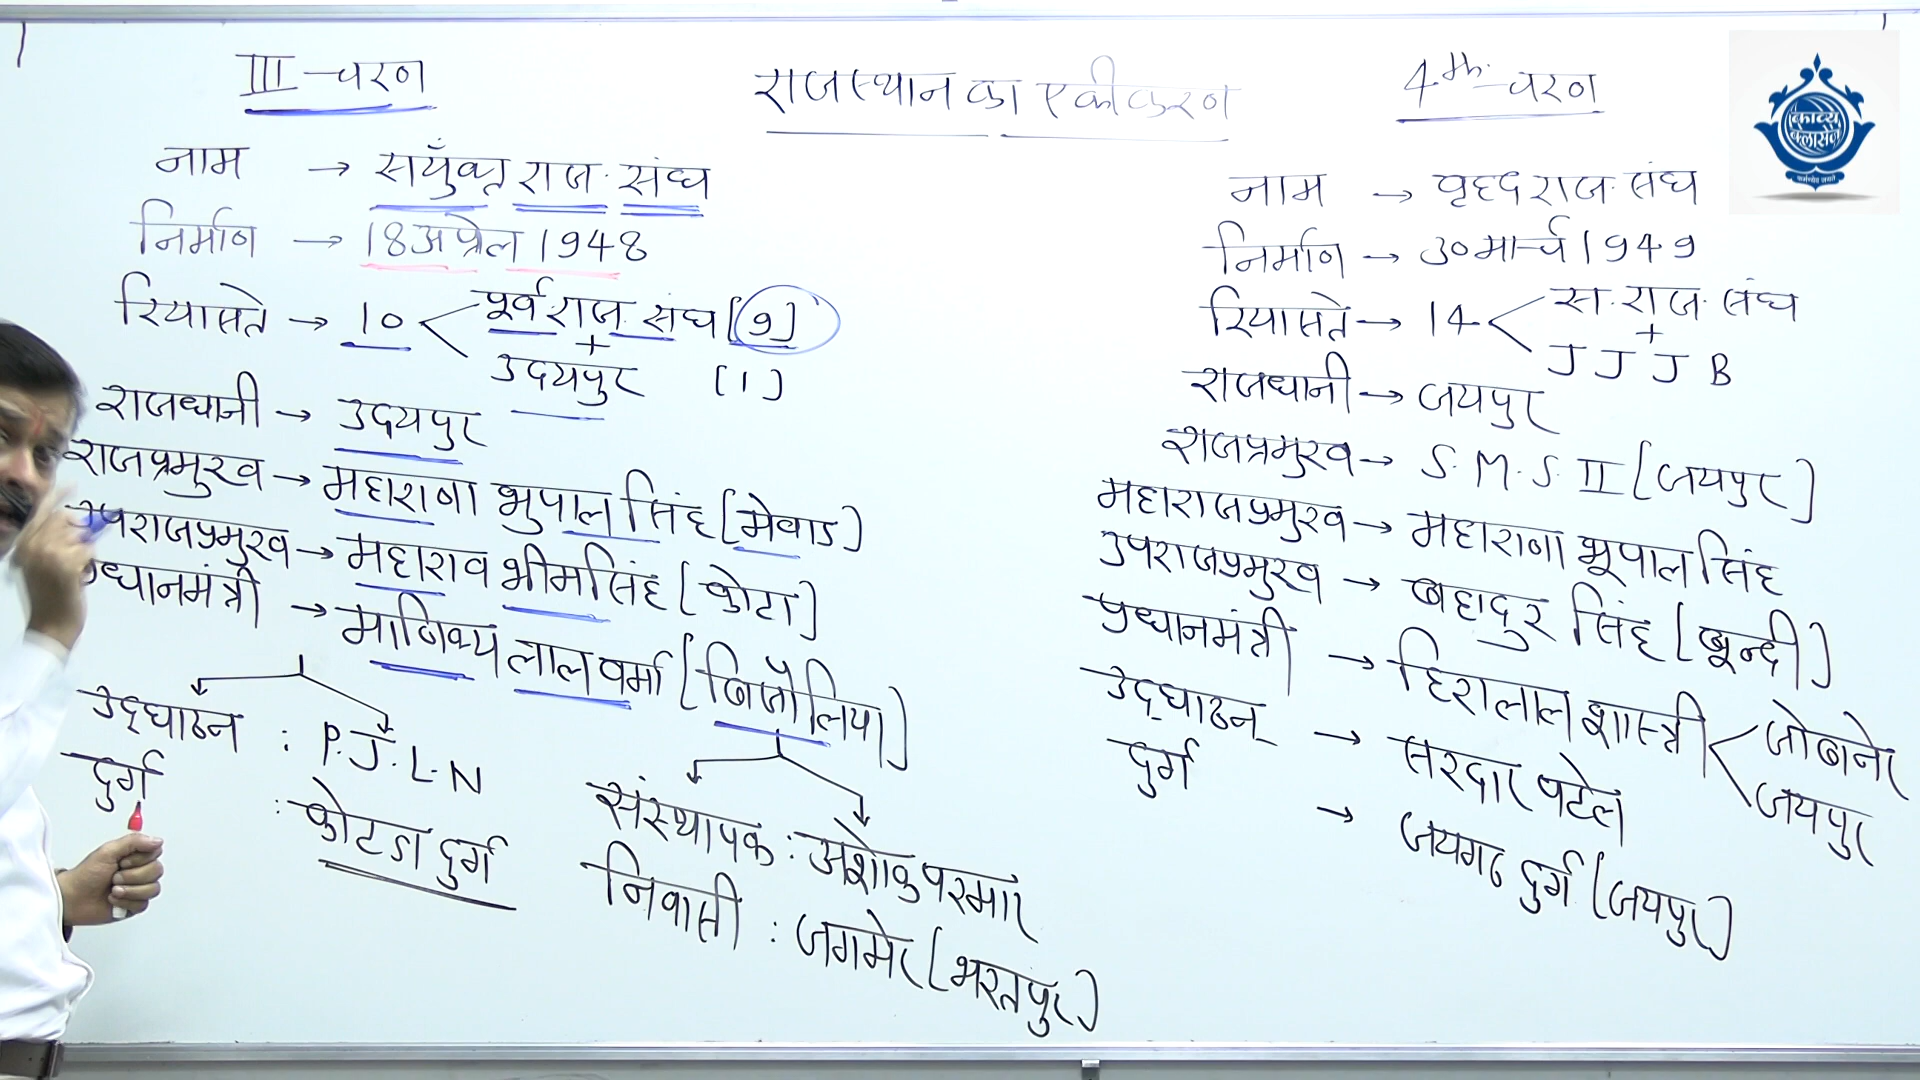 राजस्थान का एकीकरण
III - चरण
नाम → सयुँक्त राज. संघ
निर्माण → 18 अप्रेल 1948
रियासते → 10 < पूर्व राज. संघ [9]
+
उदयपुर [1]
राजधानी → उदयपुर
राजप्रमुख → महाराणा भुपाल सिंह [मेवाड]
उपराजप्रमुख → महाराव भीमसिंह [कोटा]
प्रधानमंत्री → माणिक्य लाल वर्मा [बिजौलिया]
उद्घाटन : P. J. L. N
दुर्ग : कोटडा दुर्ग
संस्थापक : अशोक परमार
निवासी : जगमेर [भरतपुर]
4th - चरण
नाम → वृहद राज. संघ
निर्माण → 30 मार्च 1949
रियासते → 14 < स. राज. संघ
+
J J J B
राजधानी → जयपुर
राजप्रमुख → S. M. S. II [जयपुर]
महाराजप्रमुख → महाराणा भूपाल सिंह
उपराजप्रमुख → बहादुर सिंह [बून्दी]
प्रधानमंत्री → हिरालाल शास्त्री < जोबनेर
जयपुर
उद्घाटन → सरदार पटेल
दुर्ग → जयगढ दुर्ग [जयपुर]
काव्य
क्लासेज